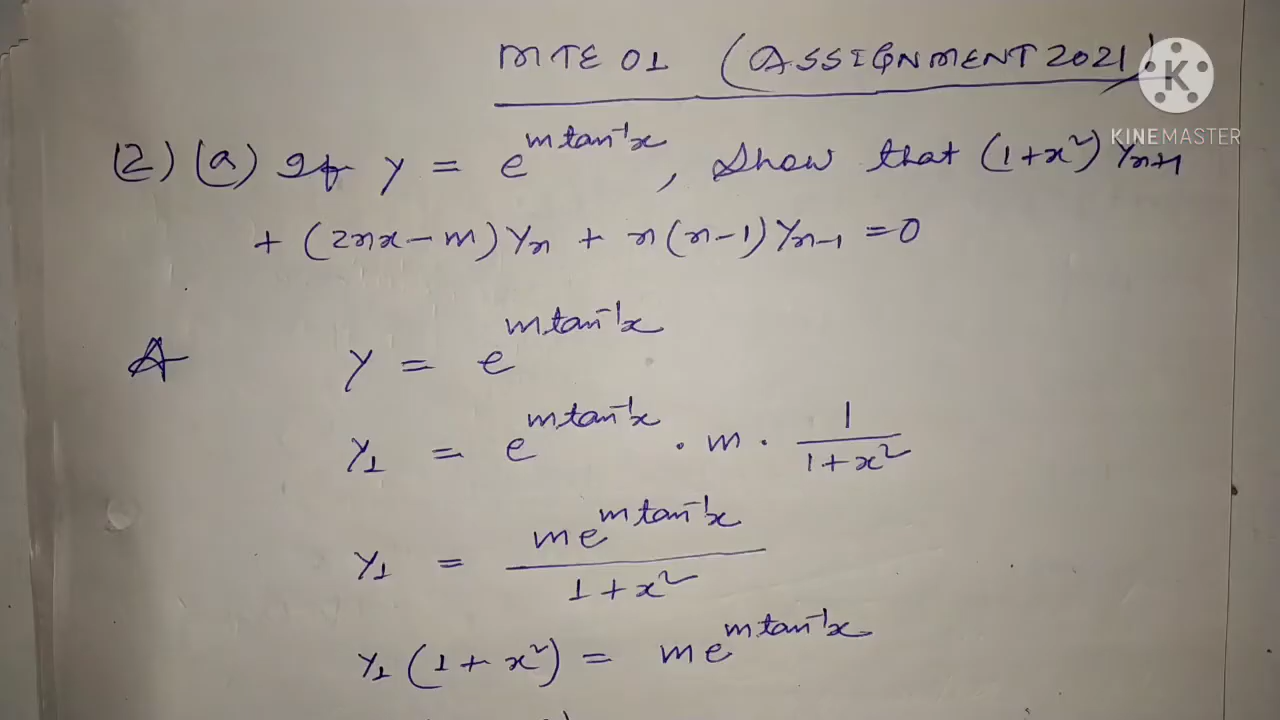 MTE 01 (ASSIGNMENT 2021)
K
KINEMASTER
(2) (a) If y = e^{m tan⁻¹x}, Show that (1+x²) y_{n+1}
+ (2nx-m) y_n + n(n-1) y_{n-1} = 0
A y = e^{m tan⁻¹x}
y₁ = e^{m tan⁻¹x} · m · 1/(1+x²)
y₁ = me^{m tan⁻¹x}/(1+x²)
y₁ (1+x²) = me^{m tan⁻¹x}